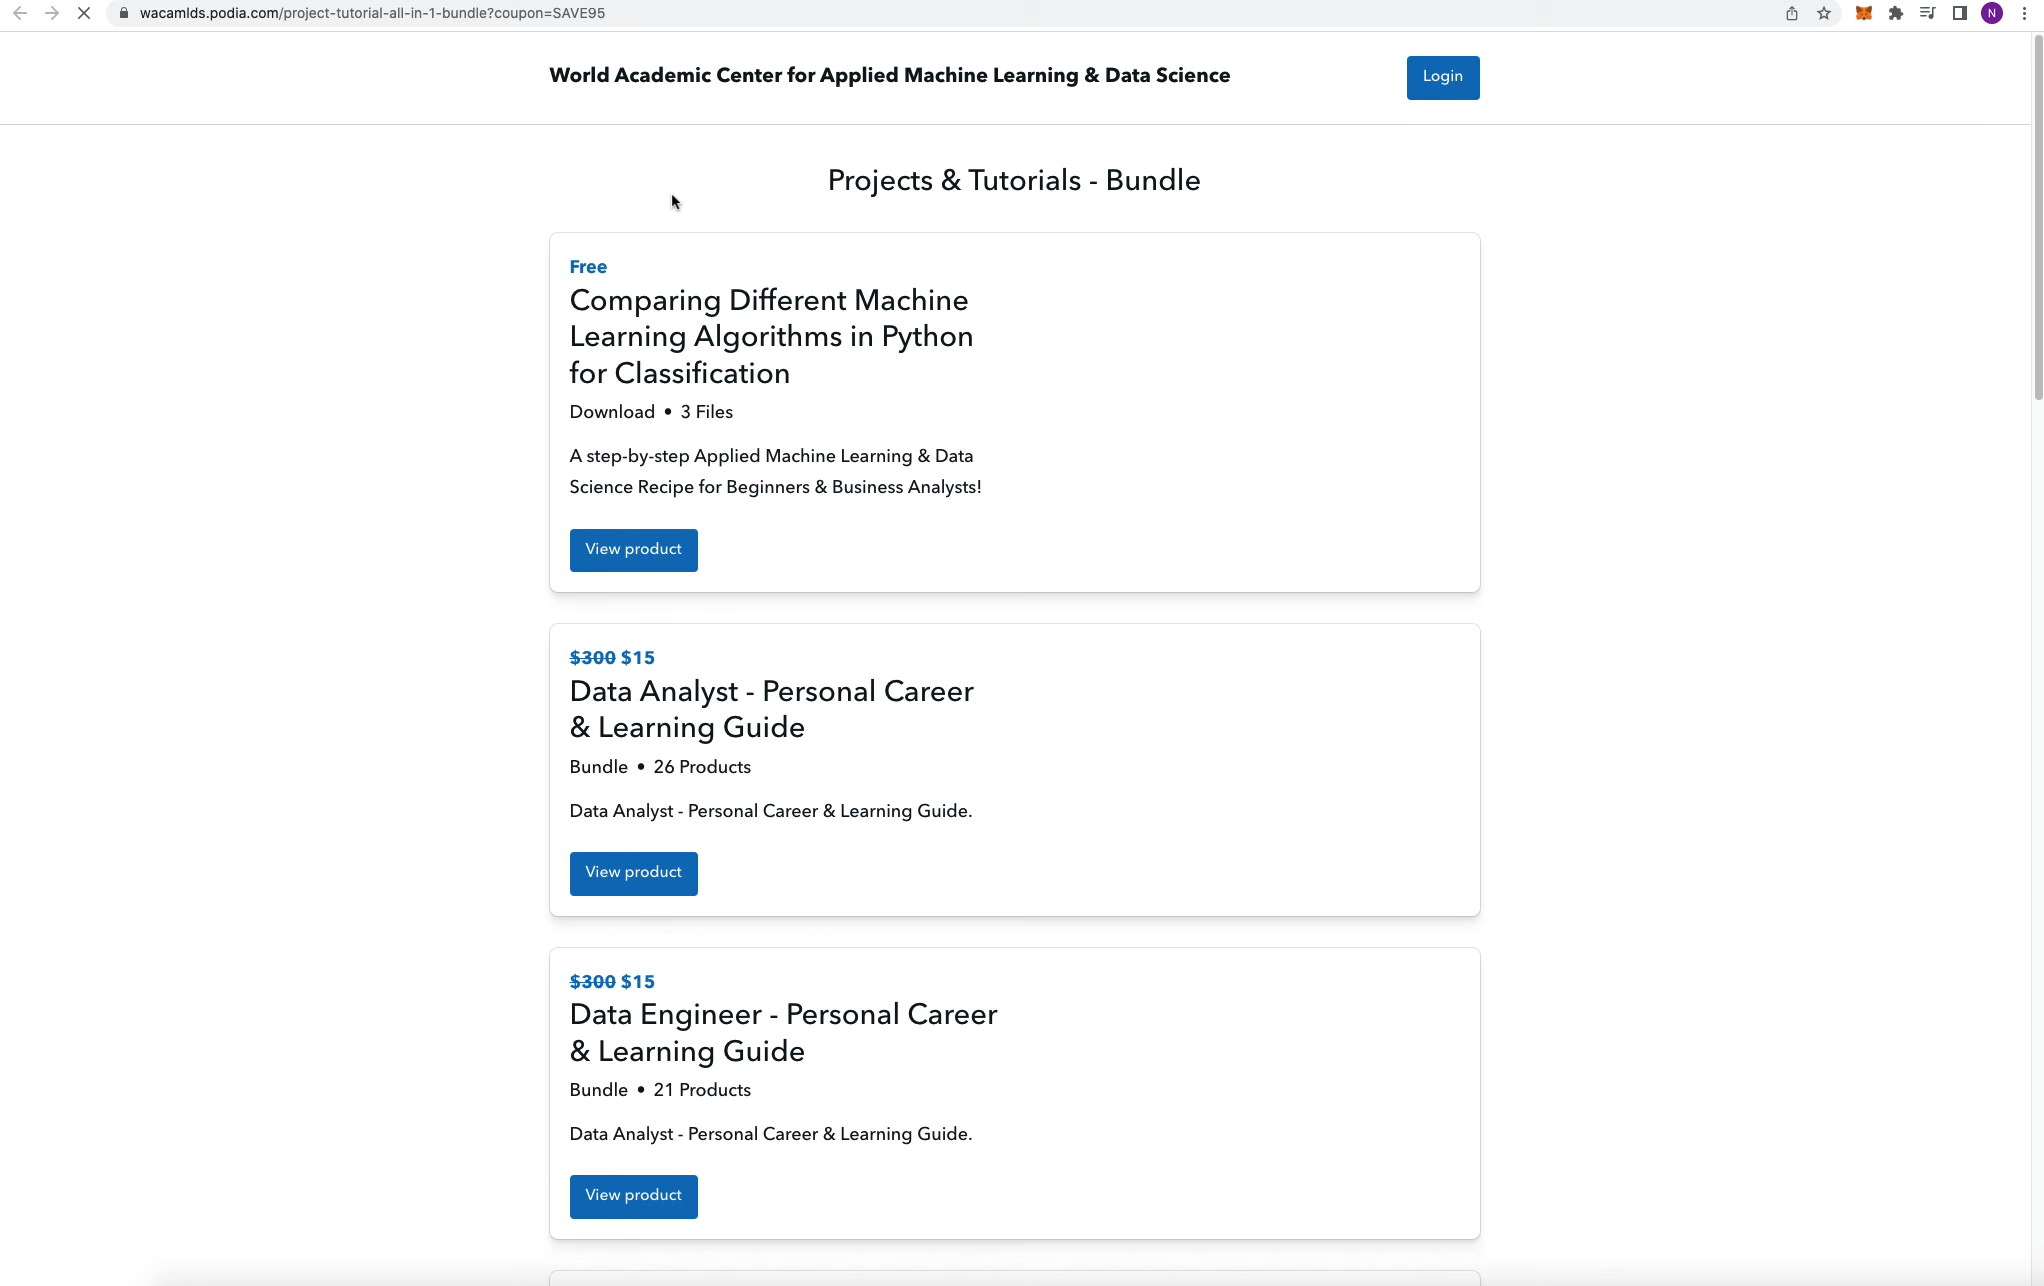 wacamlds.podia.com/project-tutorial-all-in-1-bundle?coupon=SAVE95
N
World Academic Center for Applied Machine Learning & Data Science
Login
Projects & Tutorials - Bundle
Free
Comparing Different Machine
Learning Algorithms in Python
for Classification
Download • 3 Files
A step-by-step Applied Machine Learning & Data
Science Recipe for Beginners & Business Analysts!
View product
$300 $15
Data Analyst - Personal Career
& Learning Guide
Bundle • 26 Products
Data Analyst - Personal Career & Learning Guide.
View product
$300 $15
Data Engineer - Personal Career
& Learning Guide
Bundle • 21 Products
Data Analyst - Personal Career & Learning Guide.
View product